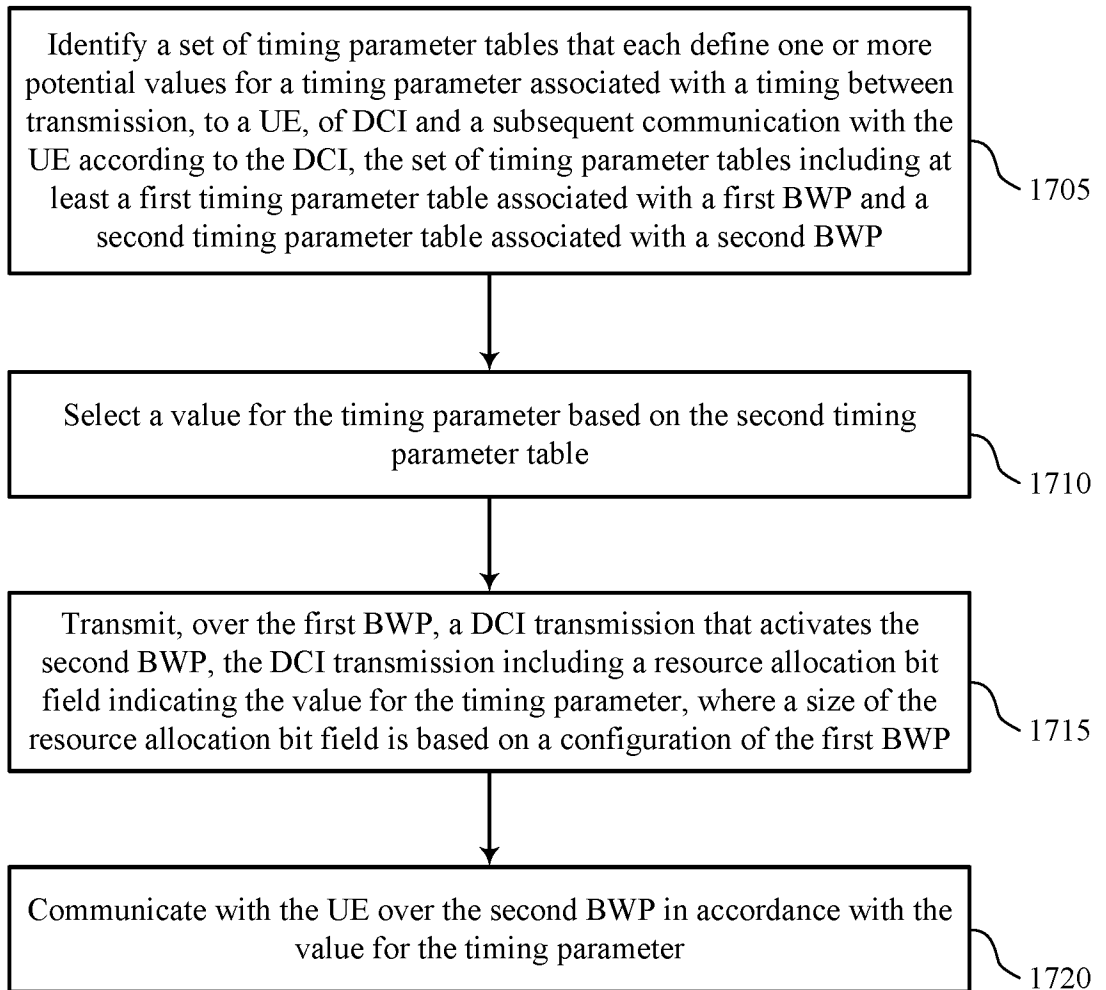 Identify a set of timing parameter tables that each define one or more
potential values for a timing parameter associated with a timing between
transmission, to a UE, of DCI and a subsequent communication with the
UE according to the DCI, the set of timing parameter tables including at
least a first timing parameter table associated with a first BWP and a
second timing parameter table associated with a second BWP
1705
Select a value for the timing parameter based on the second timing
parameter table
1710
Transmit, over the first BWP, a DCI transmission that activates the
second BWP, the DCI transmission including a resource allocation bit
field indicating the value for the timing parameter, where a size of the
resource allocation bit field is based on a configuration of the first BWP
1715
Communicate with the UE over the second BWP in accordance with the
value for the timing parameter
1720